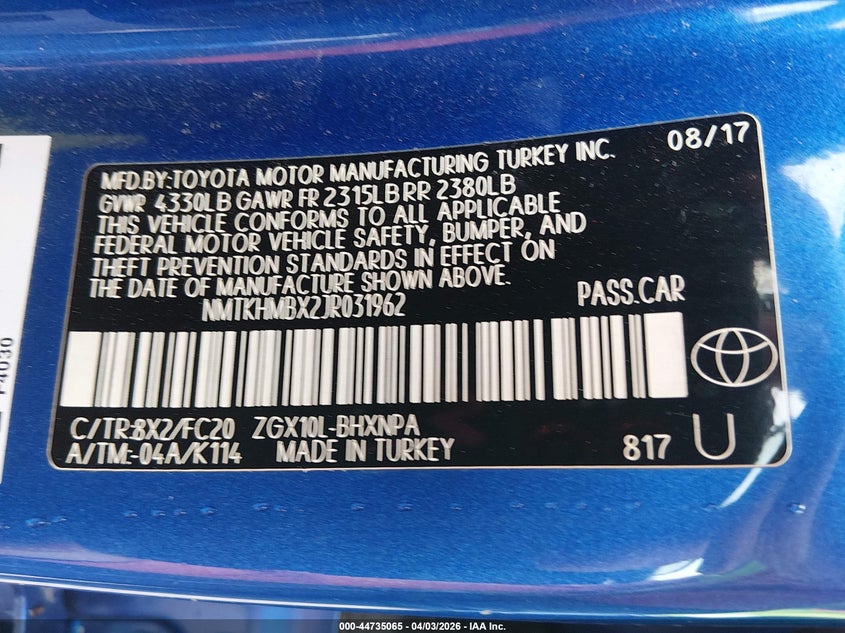 08/17
MFD.BY:TOYOTA MOTOR MANUFACTURING TURKEY INC.
GVWR 4330LB GAWR FR 2315LB RR 2380LB
THIS VEHICLE CONFORMS TO ALL APPLICABLE
FEDERAL MOTOR VEHICLE SAFETY, BUMPER, AND
THEFT PREVENTION STANDARDS IN EFFECT ON
THE DATE OF MANUFACTURE SHOWN ABOVE.
NMTKHMBX2JR031962 PASS.CAR
C/TR:8X2/FC20 ZGX10L-BHXNPA
A/TM:-04A/K114 MADE IN TURKEY 817 U
000-44735065 - 04/03/2026 - IAA Inc.